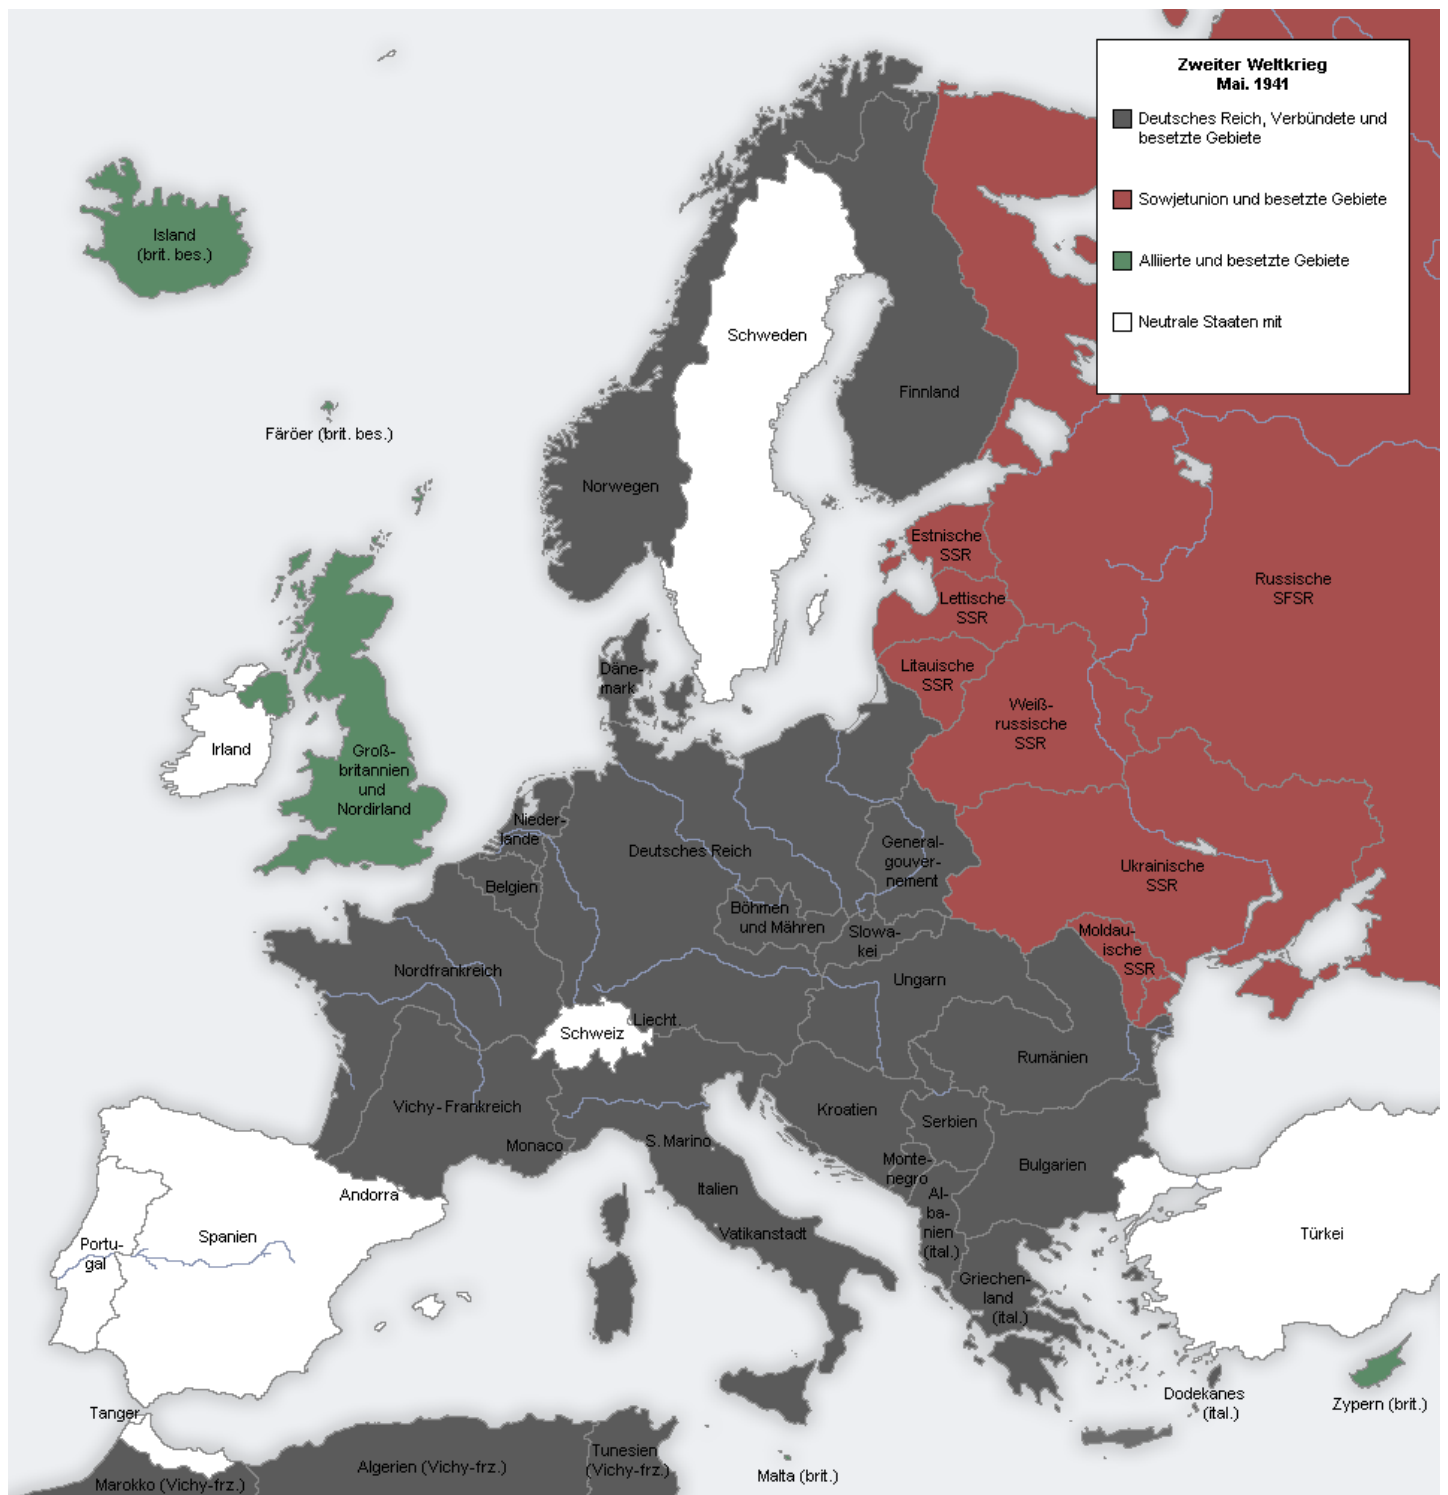 Zweiter Weltkrieg
Mai. 1941
Deutsches Reich, Verbündete und
besetzte Gebiete
Sowjetunion und besetzte Gebiete
Alliierte und besetzte Gebiete
Neutrale Staaten mit
Island
(brit. bes.)
Färöer (brit. bes.)
Schweden
Finnland
Norwegen
Estnische
SSR
Lettische
SSR
Litauische
SSR
Weiß-
russische
SSR
Russische
SFSR
Däne-
mark
Irland
Groß-
britannien
und
Nordirland
Nieder-
lande
Deutsches Reich
General-
gouver-
nement
Ukrainische
SSR
Belgien
Böhmen
und Mähren
Slowa-
kei
Moldau-
ische
SSR
Nordfrankreich
Ungarn
Liecht.
Schweiz
Rumänien
Vichy-Frankreich
Kroatien
Serbien
Monaco
S. Marino
Monte-
negro
Bulgarien
Andorra
Italien
Al-
ba-
nien
(ital.)
Portu-
gal
Spanien
Vatikanstadt
Türkei
Griechen-
land
(ital.)
Dodekanes
(ital.)
Zypern (brit.)
Tanger
Marokko (Vichy-frz.)
Algerien (Vichy-frz.)
Tunesien
(Vichy-frz.)
Malta (brit.)